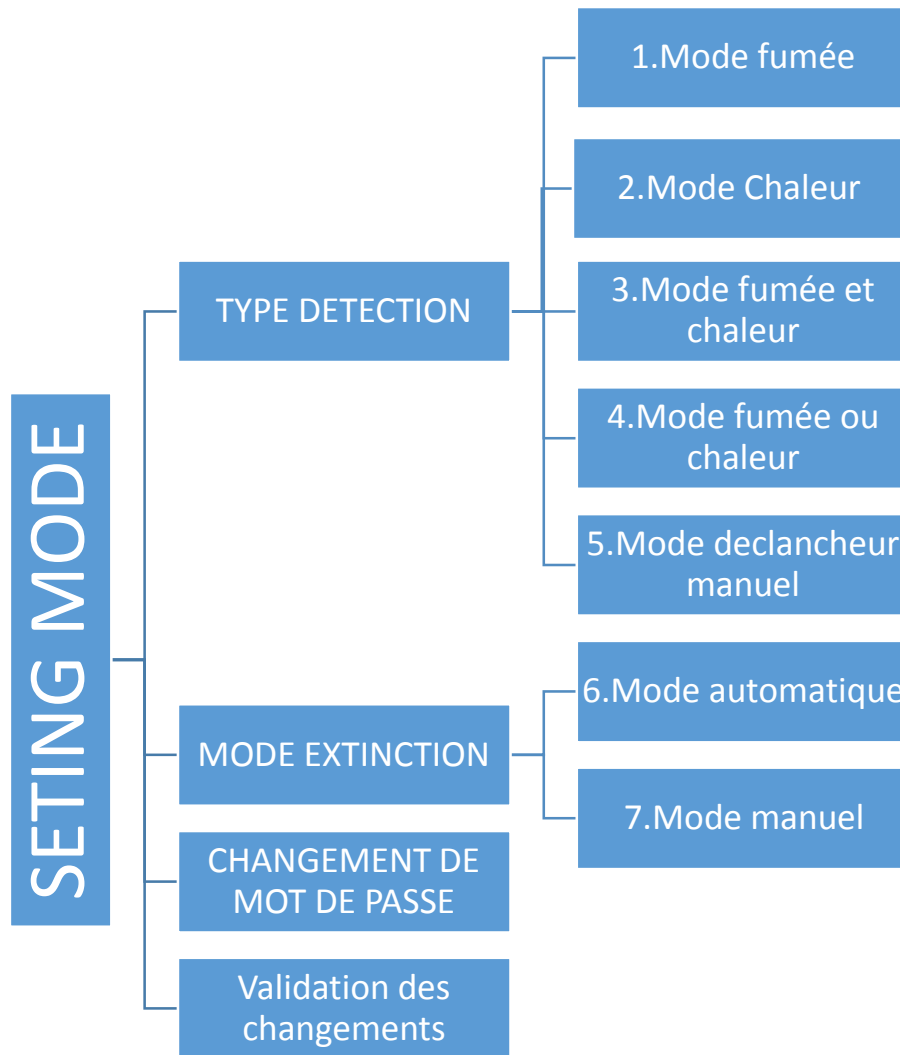 SETING MODE
TYPE DETECTION
1.Mode fumée
2.Mode Chaleur
3.Mode fumée et
chaleur
4.Mode fumée ou
chaleur
5.Mode declancheur
manuel
MODE EXTINCTION
6.Mode automatique
7.Mode manuel
CHANGEMENT DE
MOT DE PASSE
Validation des
changements